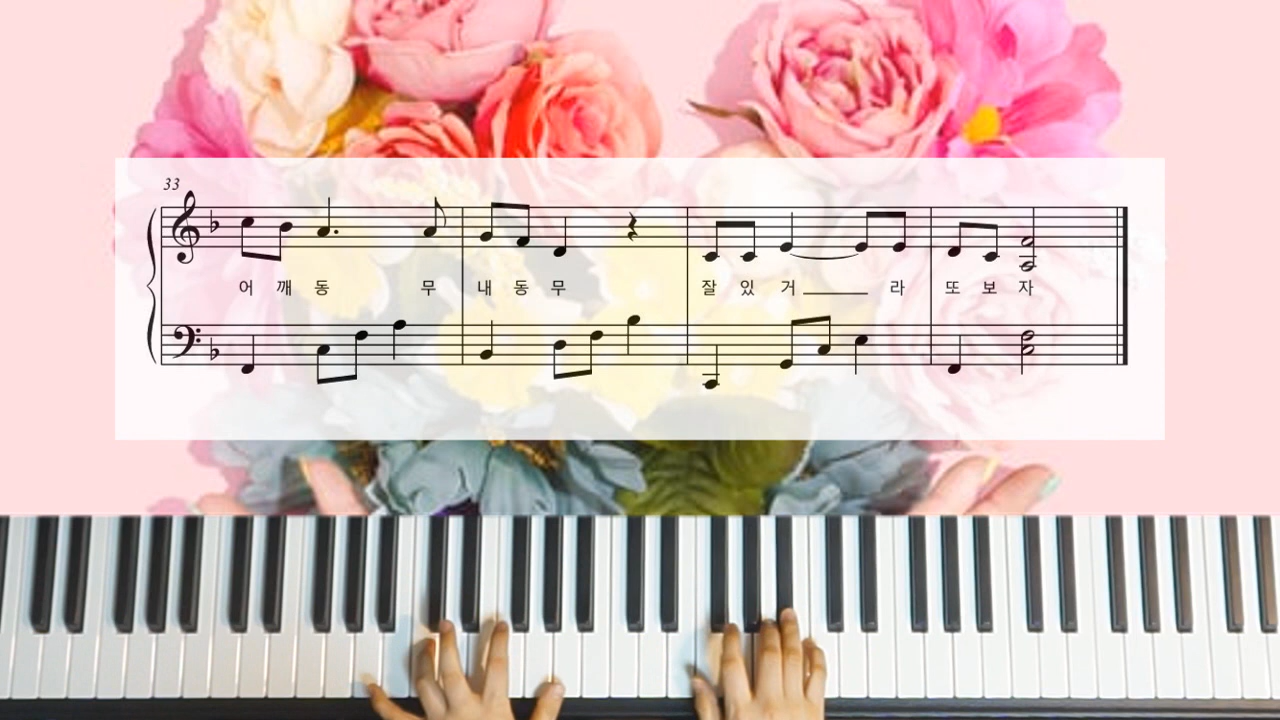 33
어 깨 동 무 내 동 무 잘 있 거 라 또 보 자